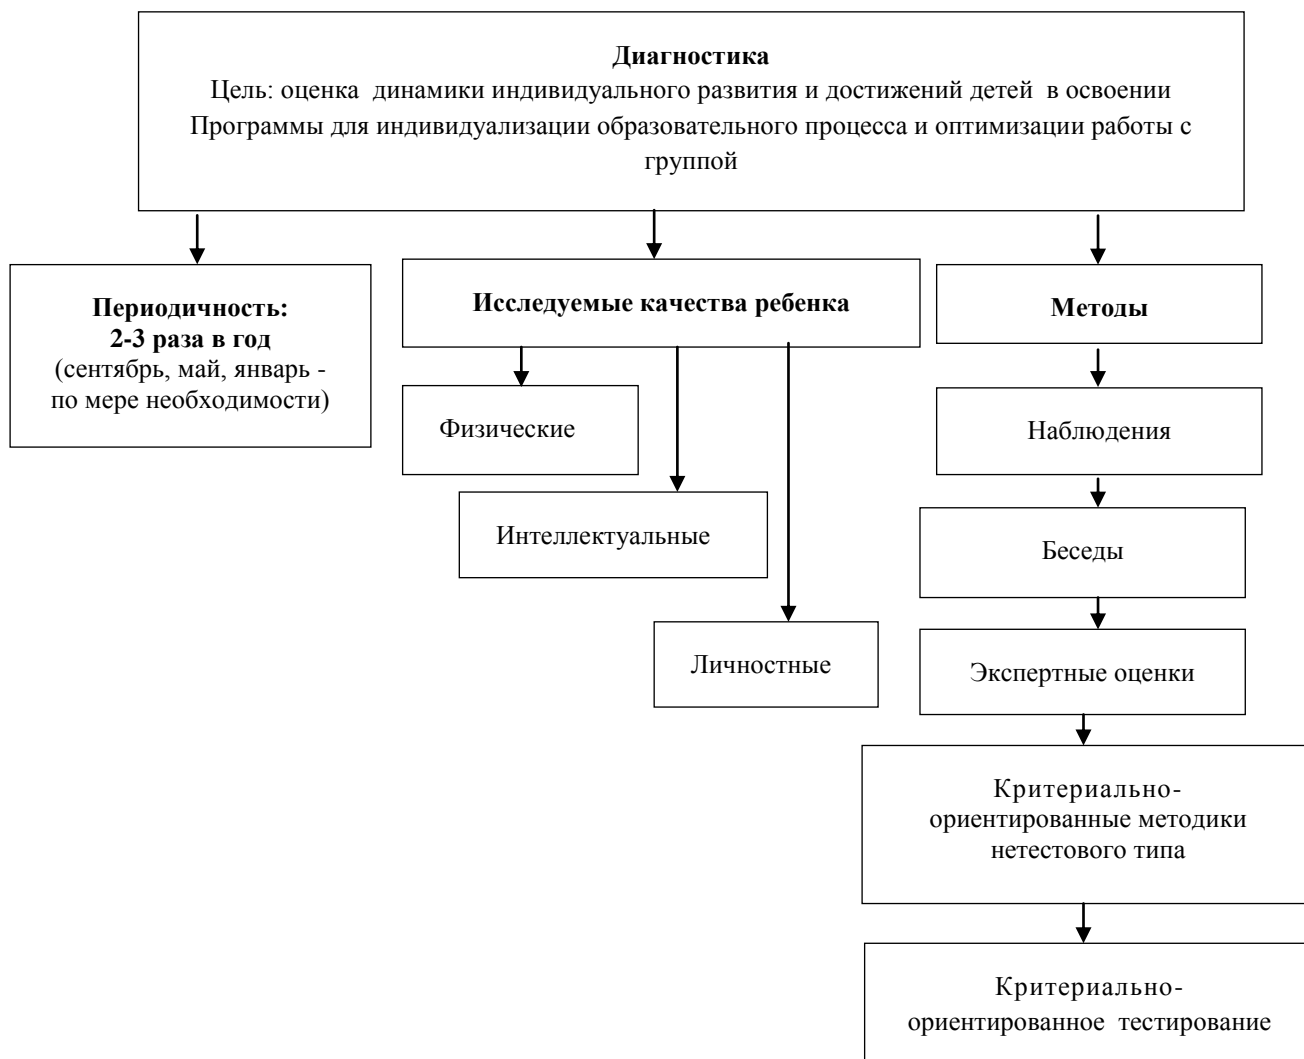 Диагностика
Цель: оценка динамики индивидуального развития и достижений детей в освоении
Программы для индивидуализации образовательного процесса и оптимизации работы с
группой
Периодичность:
2-3 раза в год
(сентябрь, май, январь -
по мере необходимости)
Исследуемые качества ребенка
Физические
Интеллектуальные
Личностные
Методы
Наблюдения
Беседы
Экспертные оценки
Критериально-
ориентированные методики
нетестового типа
Критериально-
ориентированное тестирование